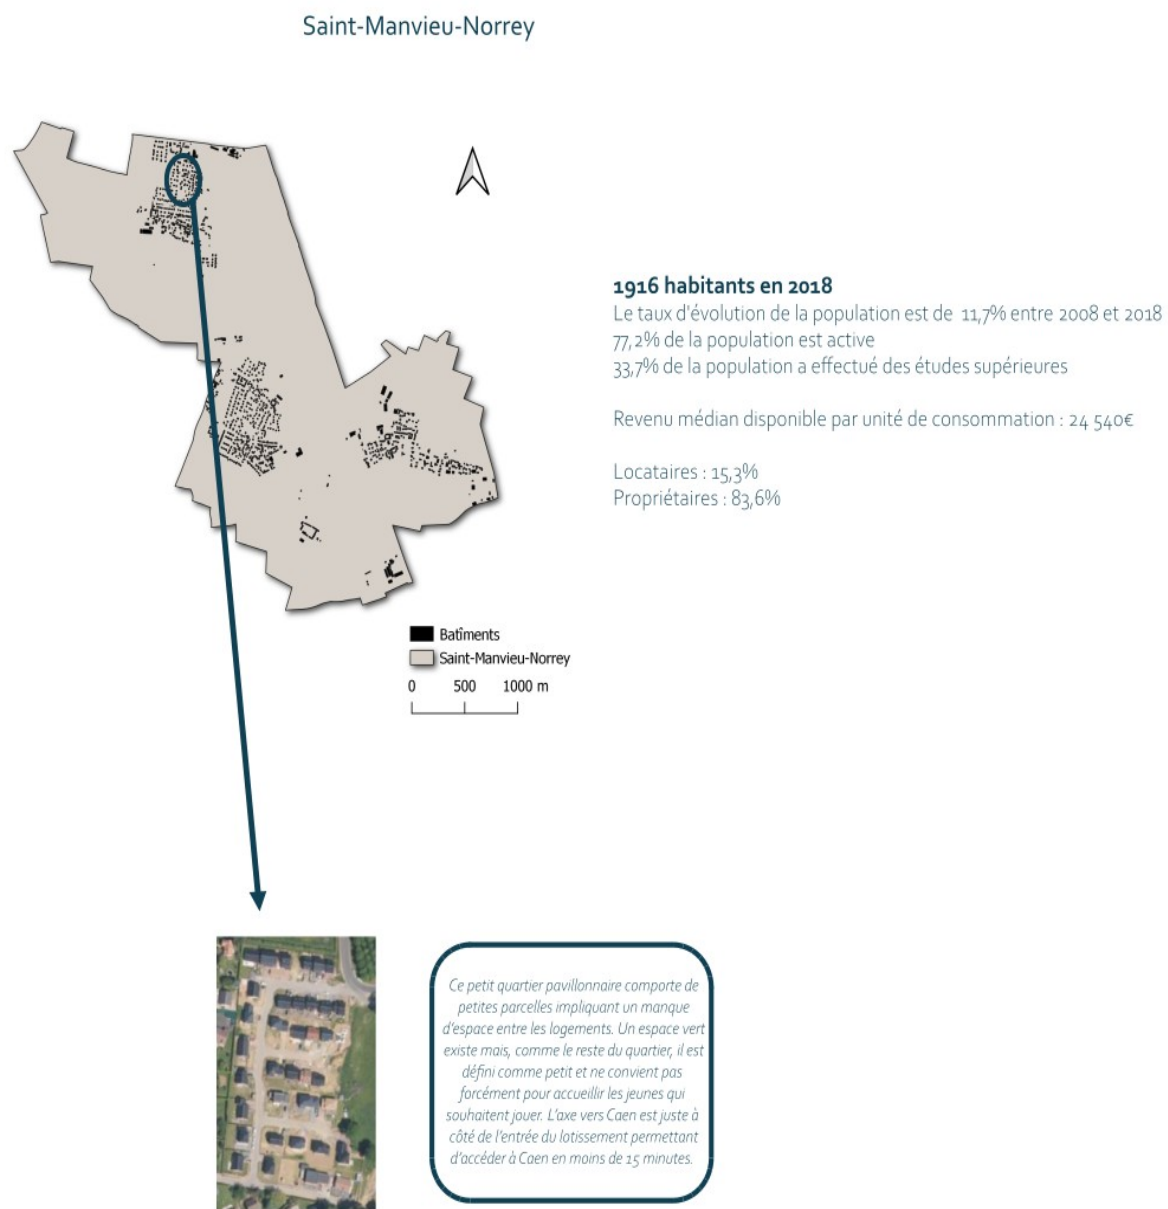 Saint-Manvieu-Norrey
1916 habitants en 2018
Le taux d'évolution de la population est de 11,7% entre 2008 et 2018
77,2% de la population est active
33,7% de la population a effectué des études supérieures
Revenu médian disponible par unité de consommation : 24 540€
Locataires : 15,3%
Propriétaires : 83,6%
Batîments
Saint-Manvieu-Norrey
0 500 1000 m
Ce petit quartier pavillonnaire comporte de
petites parcelles impliquant un manque
d'espace entre les logements. Un espace vert
existe mais, comme le reste du quartier, il est
défini comme petit et ne convient pas
forcément pour accueillir les jeunes qui
souhaitent jouer. L'axe vers Caen est juste à
côté de l'entrée du lotissement permettant
d'accéder à Caen en moins de 15 minutes.